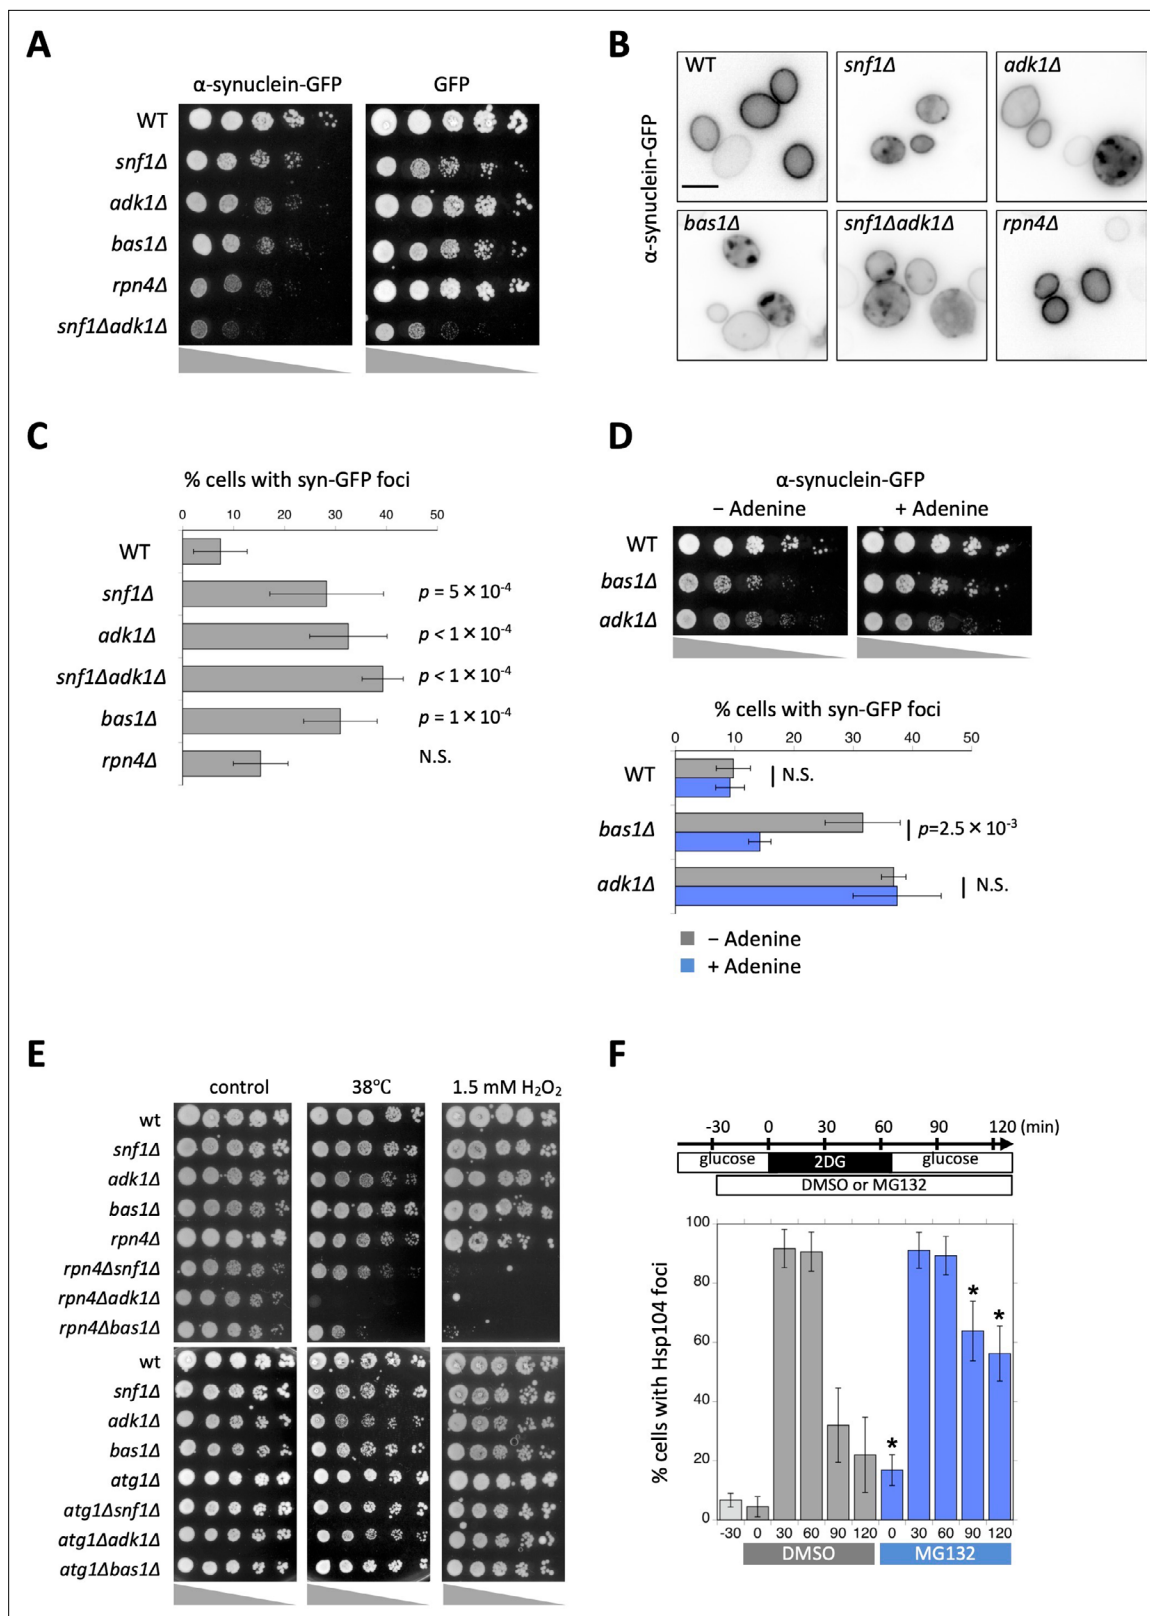 A
α-synuclein-GFP
GFP
WT
snf1Δ
adk1Δ
bas1Δ
rpn4Δ
snf1Δadk1Δ
B
α-synuclein-GFP
WT
snf1Δ
adk1Δ
bas1Δ
snf1Δadk1Δ
rpn4Δ
C
% cells with syn-GFP foci
0 10 20 30 40 50
WT
snf1Δ p = 5 × 10⁻⁴
adk1Δ p < 1 × 10⁻⁴
snf1Δadk1Δ p < 1 × 10⁻⁴
bas1Δ p = 1 × 10⁻⁴
rpn4Δ N.S.
D
α-synuclein-GFP
− Adenine + Adenine
WT
bas1Δ
adk1Δ
% cells with syn-GFP foci
0 10 20 30 40 50
WT N.S.
bas1Δ p=2.5 × 10⁻³
adk1Δ N.S.
− Adenine
+ Adenine
E
control 38℃ 1.5 mM H₂O₂
wt
snf1Δ
adk1Δ
bas1Δ
rpn4Δ
rpn4Δsnf1Δ
rpn4Δadk1Δ
rpn4Δbas1Δ
wt
snf1Δ
adk1Δ
bas1Δ
atg1Δ
atg1Δsnf1Δ
atg1Δadk1Δ
atg1Δbas1Δ
F
-30 0 30 60 90 120 (min)
glucose 2DG glucose
DMSO or MG132
% cells with Hsp104 foci
100
80
60
40
20
0
* * *
-30 0 30 60 90 120 0 30 60 90 120
DMSO MG132